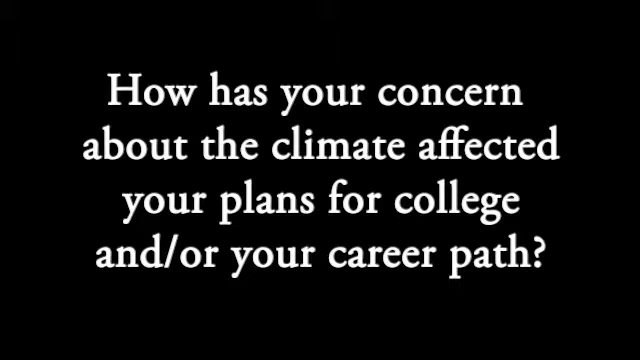 How has your concern
about the climate affected
your plans for college
and/or your career path?